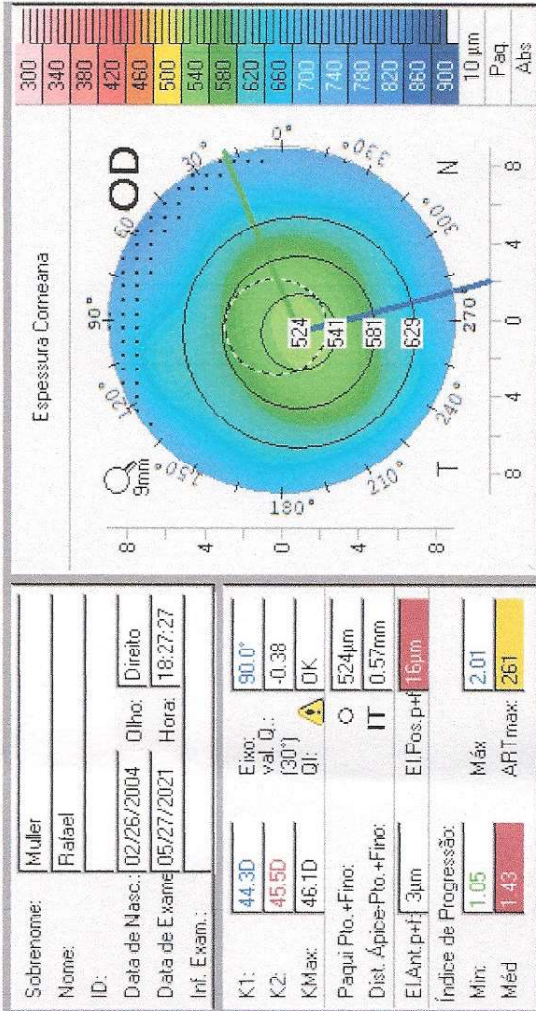 Sobrenome: Muller
Nome: Rafael
ID:
Data de Nasc.: 02/26/2004 Olho: Direito
Data de Exame 05/27/2021 Hora: 18:27:27
Inf. Exam.:
K1: 44.3D Eixo: 90.0°
K2: 45.5D val. Q.: (30°) -0.38
KMax: 46.1D QI: OK
Paqui Pto.+Fino: 524µm
Dist. Ápice-Pto.+Fino: IT 0.57mm
El.Ant.p+f 3µm El.Pos.p+f 16µm
Índice de Progressão:
Min: 1.05 Máx 2.01
Méd 1.43 ARTmax: 261
Espessura Corneana
OD
9mm
90°
120° 60
150° 30°
180° 0°
210° 330°
240° 300°
270°
T N
524
541
581
629
8 4 0 4 8
8 4 0 4 8
300
340
380
420
460
500
540
580
620
660
700
740
780
820
860
900
10 µm
Paq.
Abs